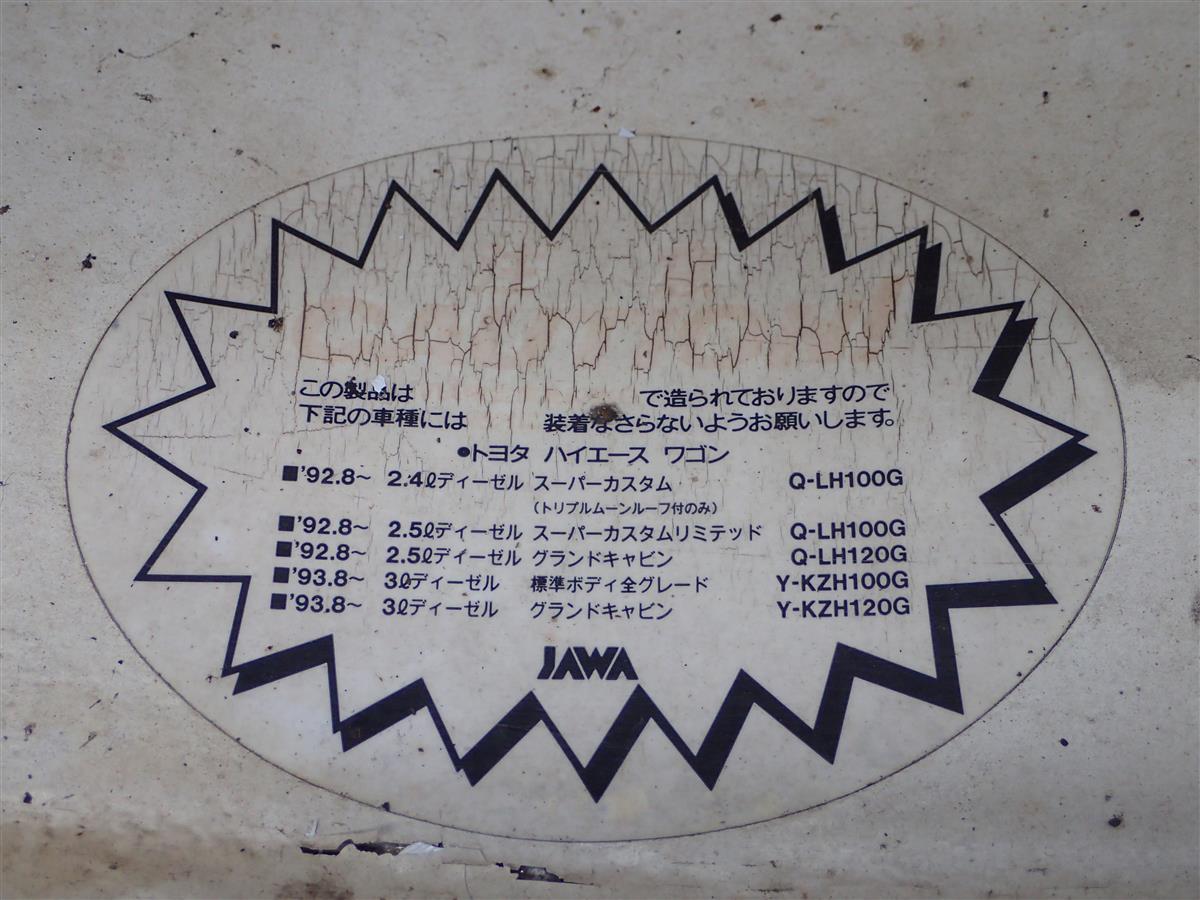 この製品は で造られておりますので
下記の車種には 装着なさらないようお願いします。
●トヨタ ハイエース ワゴン
■'92.8~ 2.4ℓディーゼル スーパーカスタム Q-LH100G
(トリプルムーンルーフ付のみ)
■'92.8~ 2.5ℓディーゼル スーパーカスタムリミテッド Q-LH100G
■'92.8~ 2.5ℓディーゼル グランドキャビン Q-LH120G
■'93.8~ 3ℓディーゼル 標準ボディ全グレード Y-KZH100G
■'93.8~ 3ℓディーゼル グランドキャビン Y-KZH120G
JAWA